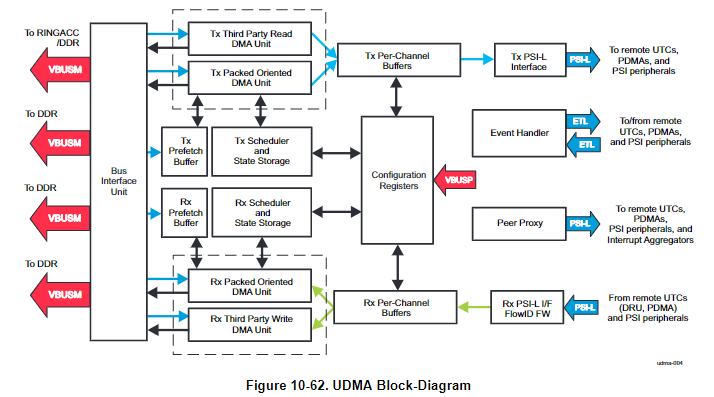 To RINGACC
/DDR
VBUSM
To DDR
VBUSM
To DDR
VBUSM
To DDR
VBUSM
Bus
Interface
Unit
Tx Third Party Read
DMA Unit
Tx Packed Oriented
DMA Unit
Tx
Prefetch
Buffer
Tx Scheduler
and
State Storage
Rx
Prefetch
Buffer
Rx Scheduler
and
State Storage
Rx Packed Oriented
DMA Unit
Rx Third Party Write
DMA Unit
Tx Per-Channel
Buffers
Configuration
Registers
VBUSP
Rx Per-Channel
Buffers
Tx PSI-L
Interface
PSI-L
To remote UTCs,
PDMAs, and
PSI peripherals
Event Handler
ETL
ETL
To/from remote
UTCs, PDMAs,
and PSI peripherals
Peer Proxy
PSI-L
To remote UTCs,
PDMAs,
PSI peripherals, and
Interrupt Aggregators
Rx PSI-L I/F
FlowID FW
PSI-L
From remote UTCs
(DRU, PDMA)
and PSI peripherals
udma-004
Figure 10-62. UDMA Block-Diagram